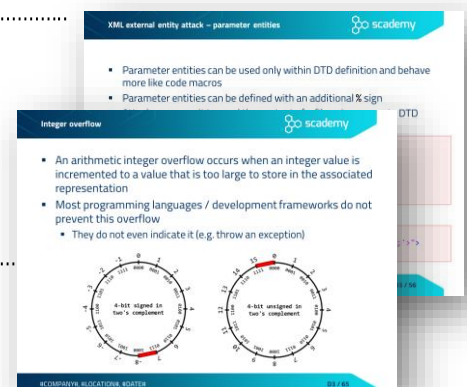 XML external entity attack – parameter entities
scademy
▪ Parameter entities can be used only within DTD definition and behave
more like code macros
▪ Parameter entities can be defined with an additional % sign
DTD
;'>">
/ 56
Integer overflow
scademy
▪ An arithmetic integer overflow occurs when an integer value is
incremented to a value that is too large to store in the associated
representation
▪ Most programming languages / development frameworks do not
prevent this overflow
▪ They do not even indicate it (e.g. throw an exception)
4-bit signed in
two's complement
4-bit unsigned in
two's complement
#COMPANY#, #LOCATION#, #DATE#
D3 / 65